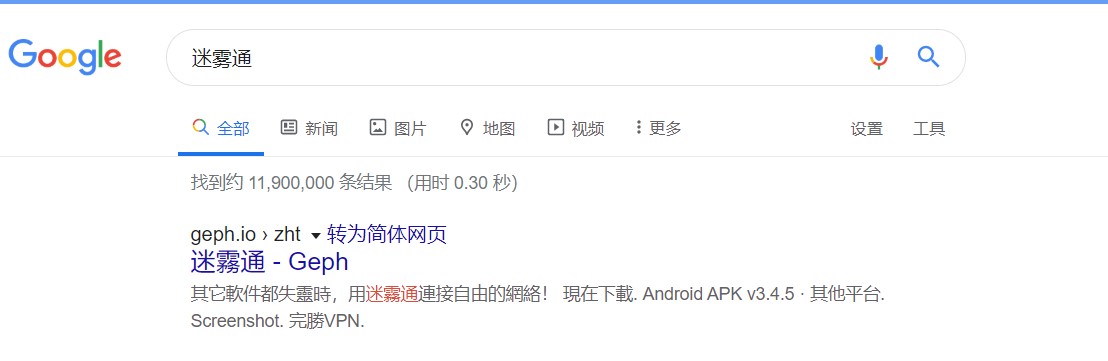 Google 迷雾通
全部 新闻 图片 地图 视频 更多 设置 工具
找到约 11,900,000 条结果 （用时 0.30 秒）
geph.io › zht 转为简体网页
迷霧通 - Geph
其它軟件都失靈時，用迷霧通連接自由的網絡！ 現在下載. Android APK v3.4.5 · 其他平台.
Screenshot. 完勝VPN.